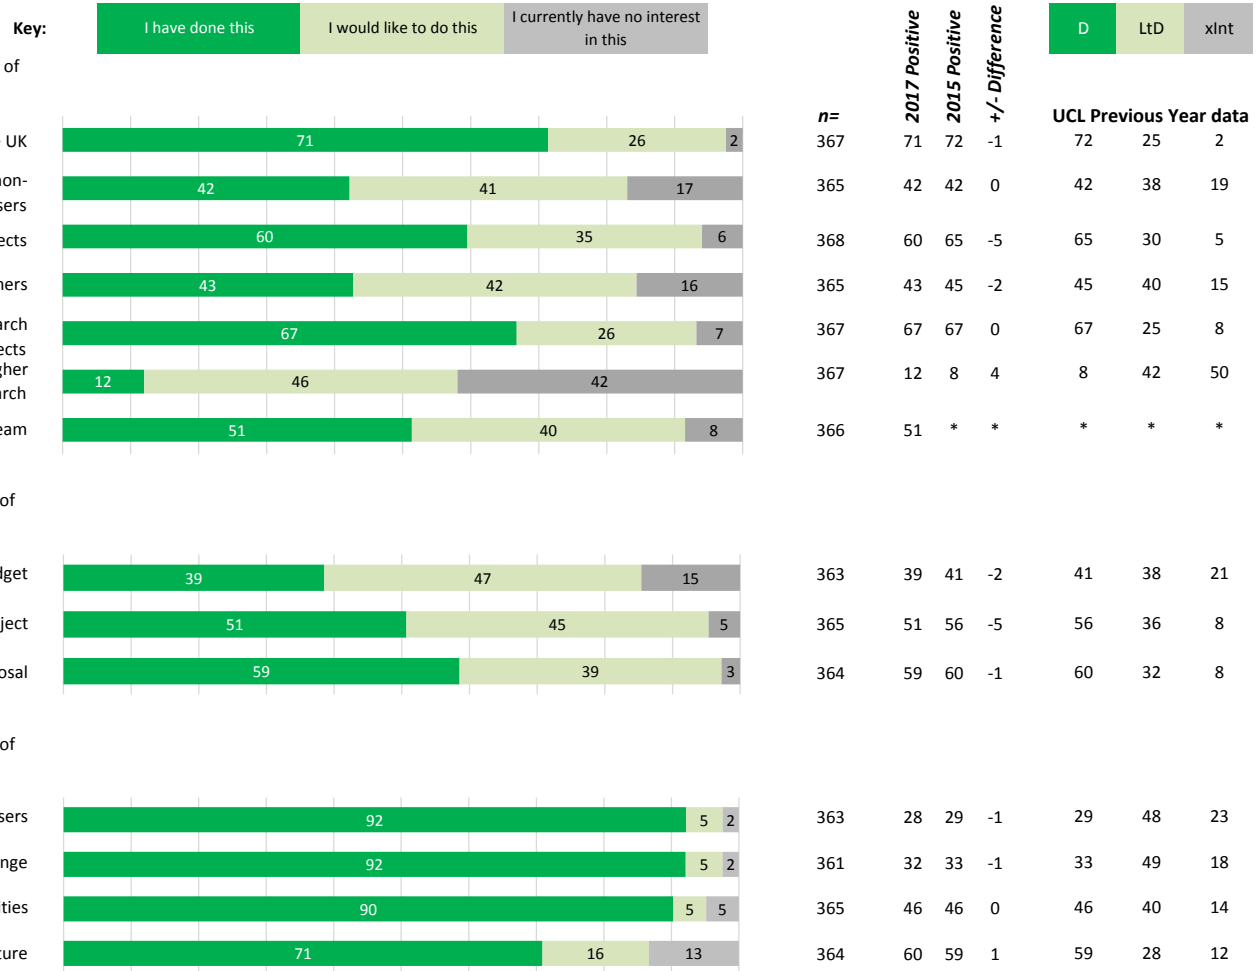 Key: I have done this I would like to do this I currently have no interest in this D LtD xInt
2017 Positive 2015 Positive +/- Difference
of
n= UCL Previous Year data
UK 71 26 2 367 71 72 -1 72 25 2
non-
sers 42 41 17 365 42 42 0 42 38 19
ects 60 35 6 368 60 65 -5 65 30 5
ners 43 42 16 365 43 45 -2 45 40 15
arch
ects 67 26 7 367 67 67 0 67 25 8
gher
arch 12 46 42 367 12 8 4 8 42 50
eam 51 40 8 366 51 * * * * *
of
dget 39 47 15 363 39 41 -2 41 38 21
ject 51 45 5 365 51 56 -5 56 36 8
osal 59 39 3 364 59 60 -1 60 32 8
of
sers 92 5 2 363 28 29 -1 29 48 23
nge 92 5 2 361 32 33 -1 33 49 18
ities 90 5 5 365 46 46 0 46 40 14
ture 71 16 13 364 60 59 1 59 28 12